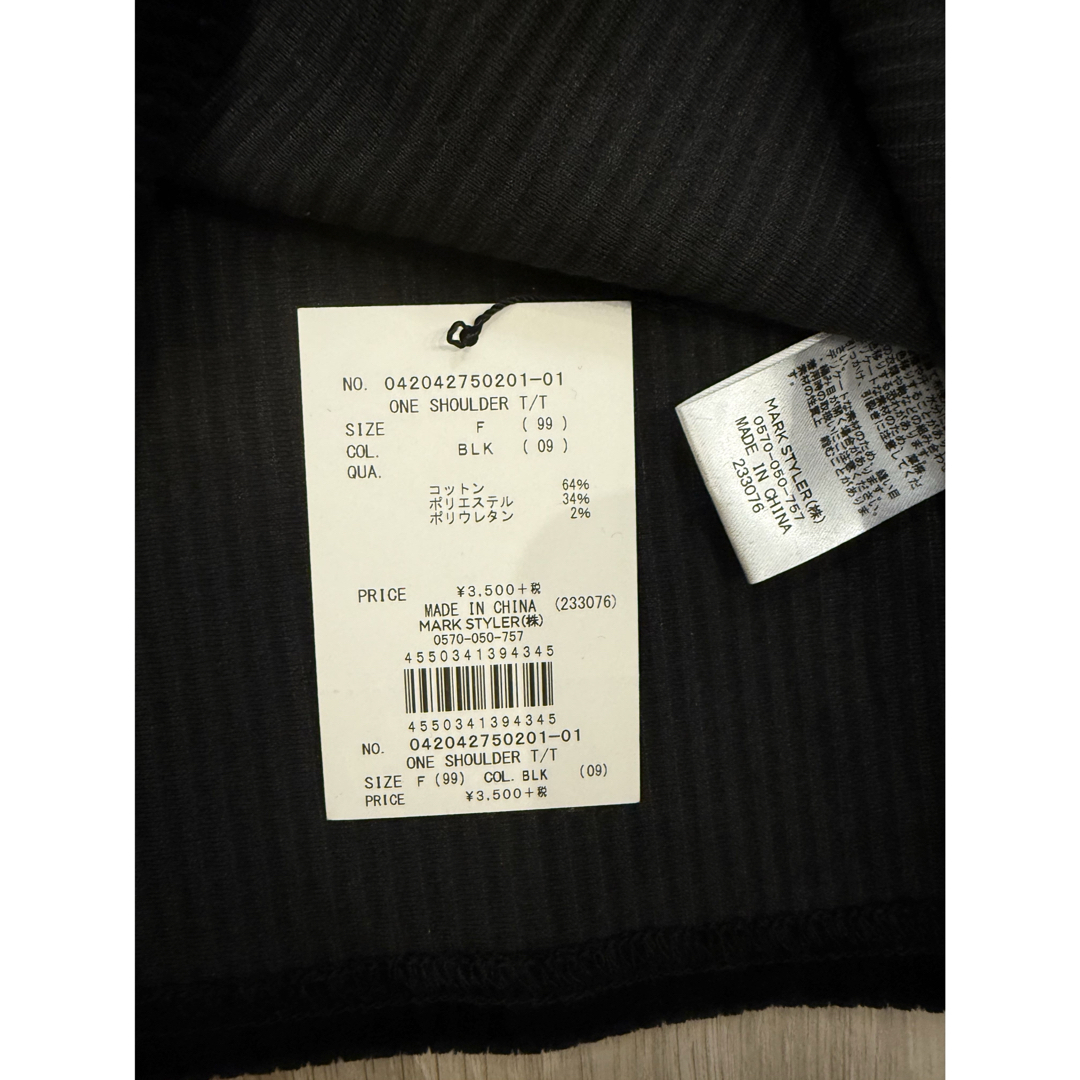 NO. 042042750201-01
ONE SHOULDER T/T
SIZE F (99)
COL. BLK (09)
QUA.
コットン 64%
ポリエステル 34%
ポリウレタン 2%
PRICE ¥3,500+税
MADE IN CHINA (233076)
MARK STYLER(株)
0570-050-757
4550341394345
4550341394345
NO. 042042750201-01
ONE SHOULDER T/T
SIZE F (99) COL. BLK (09)
PRICE ¥3,500+税
MARK STYLER(株)
0570-050-757
MADE IN CHINA
233076